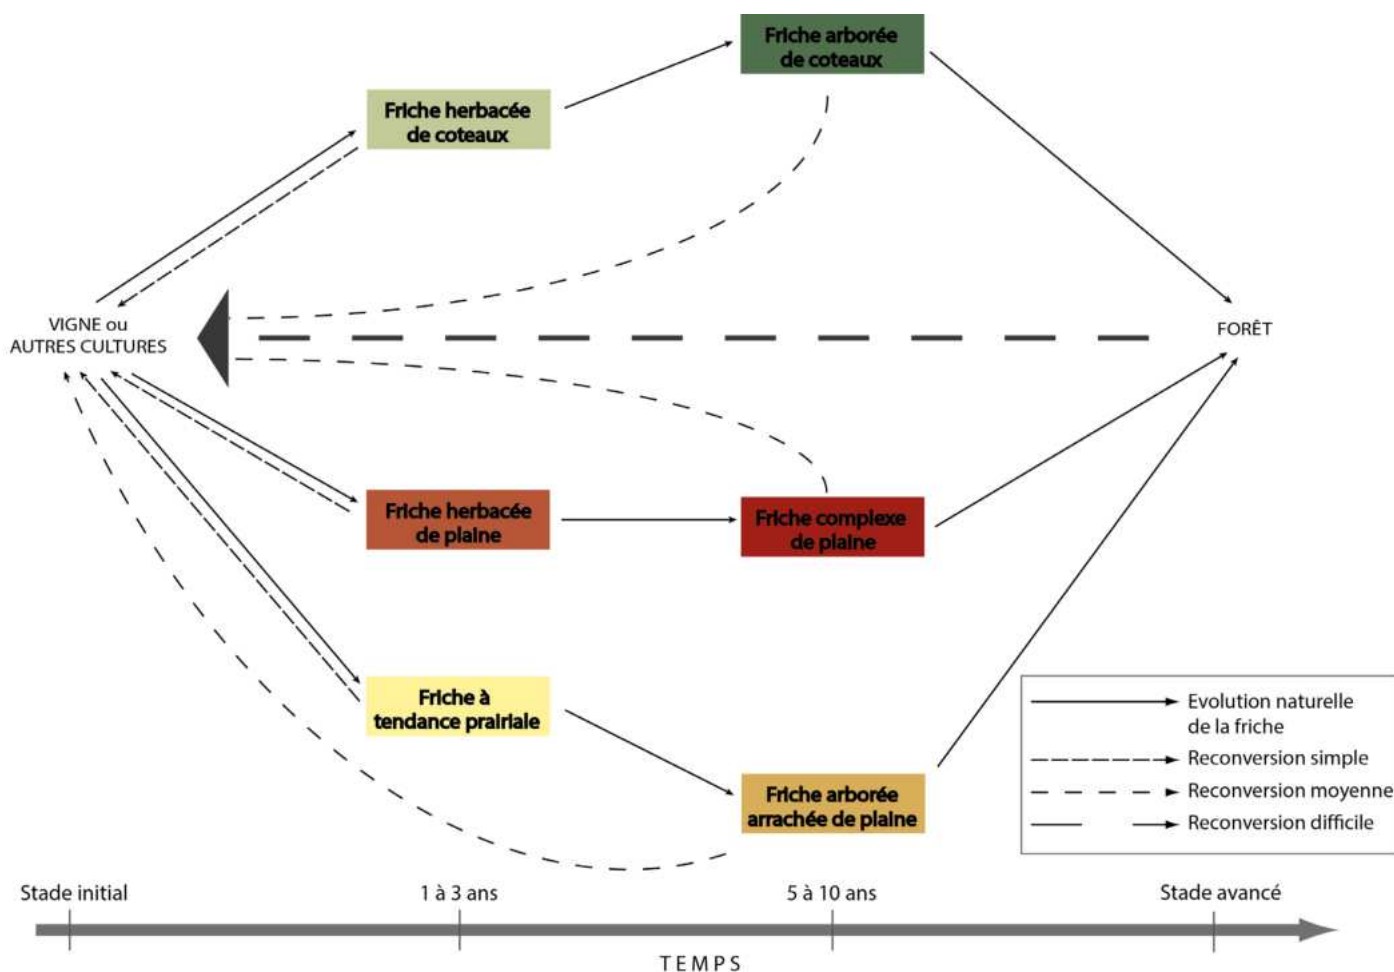 Friche arborée
de coteaux
Friche herbacée
de coteaux
VIGNE ou
AUTRES CULTURES
FORÊT
Friche herbacée
de plaine
Friche complexe
de plaine
Friche à
tendance prairiale
Friche arborée
arrachée de plaine
Evolution naturelle
de la friche
Reconversion simple
Reconversion moyenne
Reconversion difficile
Stade initial
1 à 3 ans
5 à 10 ans
Stade avancé
TEMPS